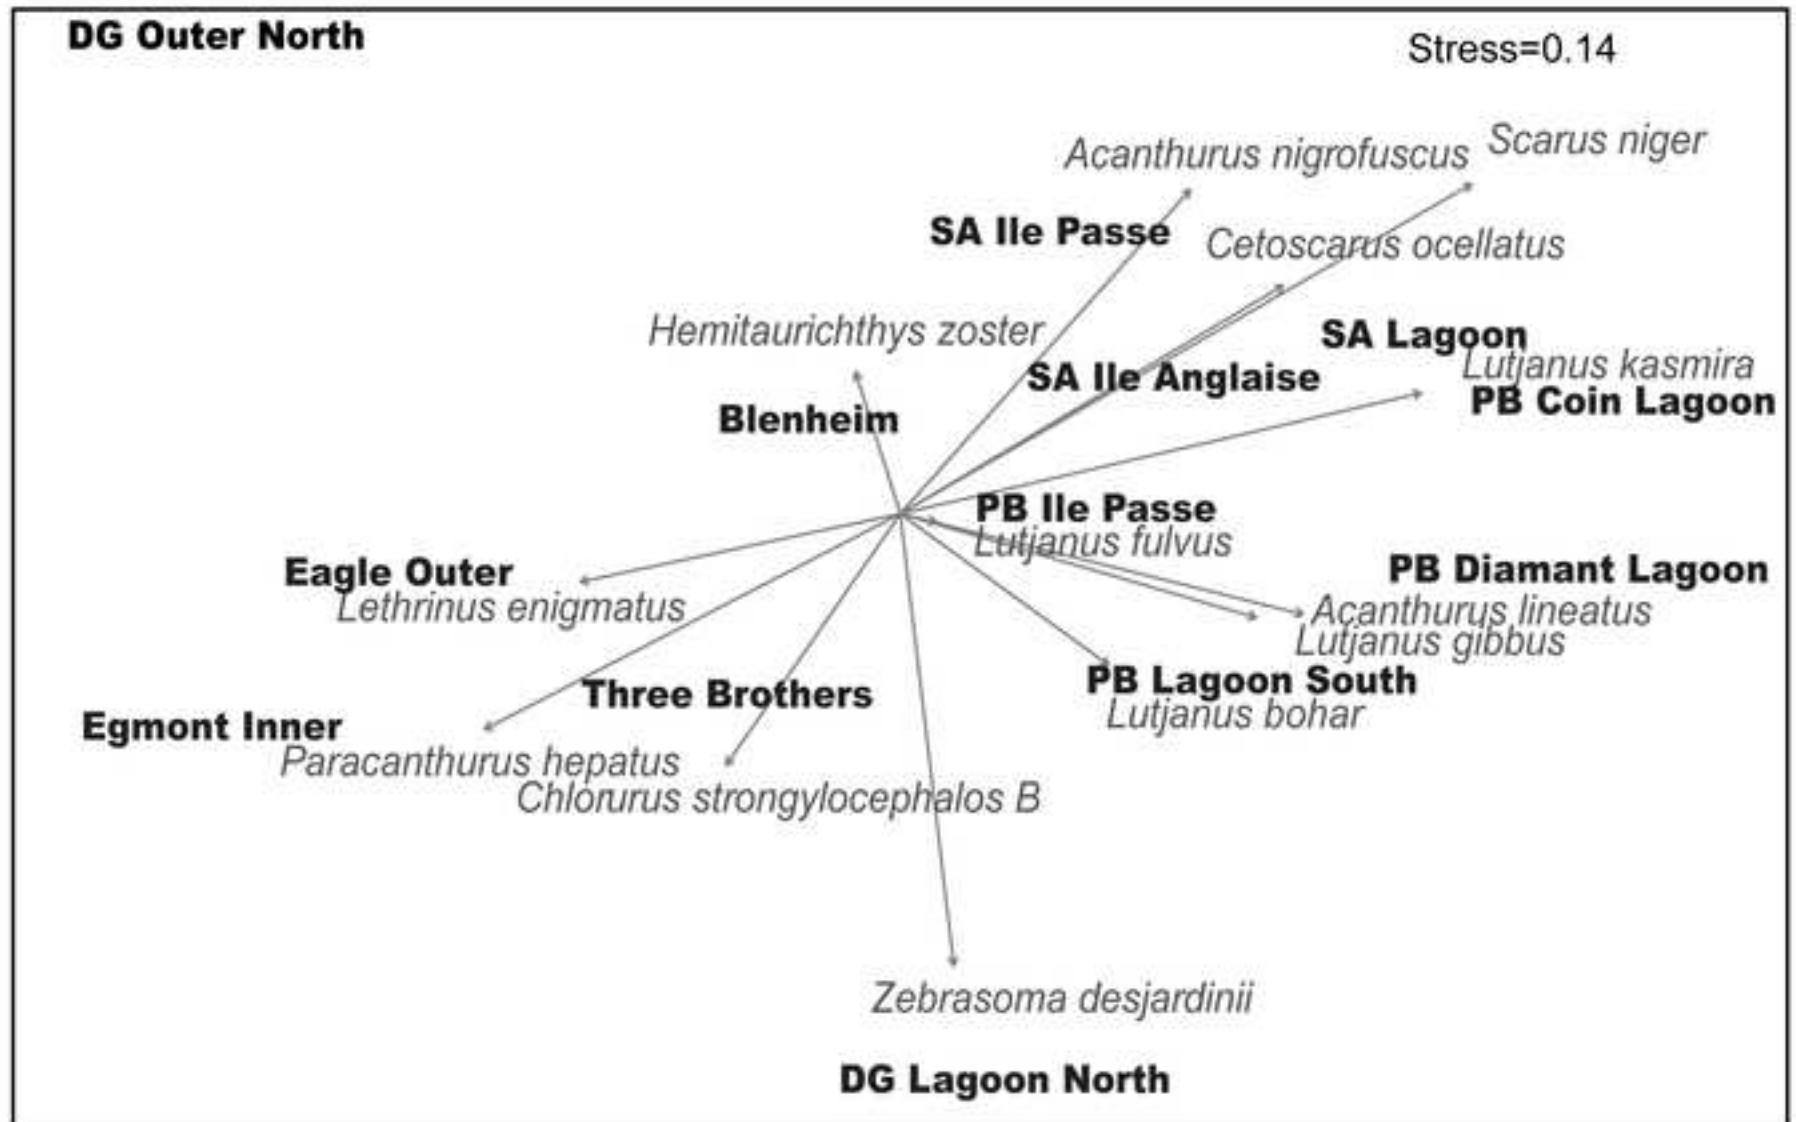 DG Outer North
Stress=0.14
Scarus niger
Acanthurus nigrofuscus
SA Ile Passe
Cetoscarus ocellatus
Hemitaurichthys zoster
SA Lagoon
Lutjanus kasmira
SA Ile Anglaise
PB Coin Lagoon
Blenheim
PB Ile Passe
Lutjanus fulvus
Eagle Outer
PB Diamant Lagoon
Lethrinus enigmatus
Acanthurus lineatus
Lutjanus gibbus
PB Lagoon South
Three Brothers
Lutjanus bohar
Egmont Inner
Paracanthurus hepatus
Chlorurus strongylocephalos B
Zebrasoma desjardinii
DG Lagoon North